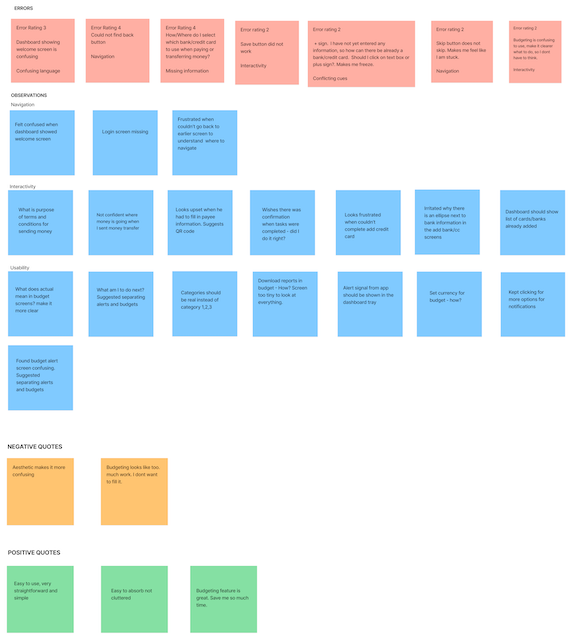 ERRORS
Error Rating 3
Dashboard showing
welcome screen is
confusing
Confusing language
Error Rating 4
Could not find back
button
Navigation
Error Rating 4
How/Where do I select
which bank/credit card
to use when paying or
transferring money?
Missing information
Error rating 2
Save button did not
work
Interactivity
Error rating 2
+ sign. I have not yet entered any
information, so how can there be already a
bank/credit card. Should I click on text box or
plus sign?. Makes me freeze.
Conflicting cues
Error rating 2
Skip button does not
skip. Makes me feel like
I am stuck.
Navigation
Error rating 2
Budgeting is confusing
to use, make it clearer
what to do, so I dont
have to think.
Interactivity
OBSERVATIONS
Navigation
Felt confused when
dashboard showed
welcome screen
Login screen missing
Frustrated when
couldn't go back to
earlier screen to
understand where to
navigate
Interactivity
What is purpose
of terms and
conditions for
sending money
Not confident where
money is going when
I sent money transfer
Looks upset when he
had to fill in payee
information. Suggests
QR code
Wishes there was
confirmation
when tasks were
completed - did I
do it right?
Looks frustrated
when couldn't
complete add credit
card
Irritated why there
is an ellipse next to
bank information in
the add bank/cc
screens
Dashboard should show
list of cards/banks
already added
Usability
What does actual
mean in budget
screens? make it
more clear
What am I to do next?
Suggested separating
alerts and budgets
Categories should
be real instead of
category 1,2,3
Download reports in
budget - How? Screen
too tiny to look at
everything.
Alert signal from app
should be shown in the
dashboard tray
Set currency for
budget - how?
Kept clicking for
more options for
notifications
Found budget alert
screen confusing.
Suggested
separating alerts
and budgets
NEGATIVE QUOTES
Aesthetic makes it more
confusing
Budgeting looks like too
much work. I dont want
to fill it.
POSITIVE QUOTES
Easy to use, very
straightforward and
simple
Easy to absorb not
cluttered
Budgeting feature is
great. Save me so much
time.